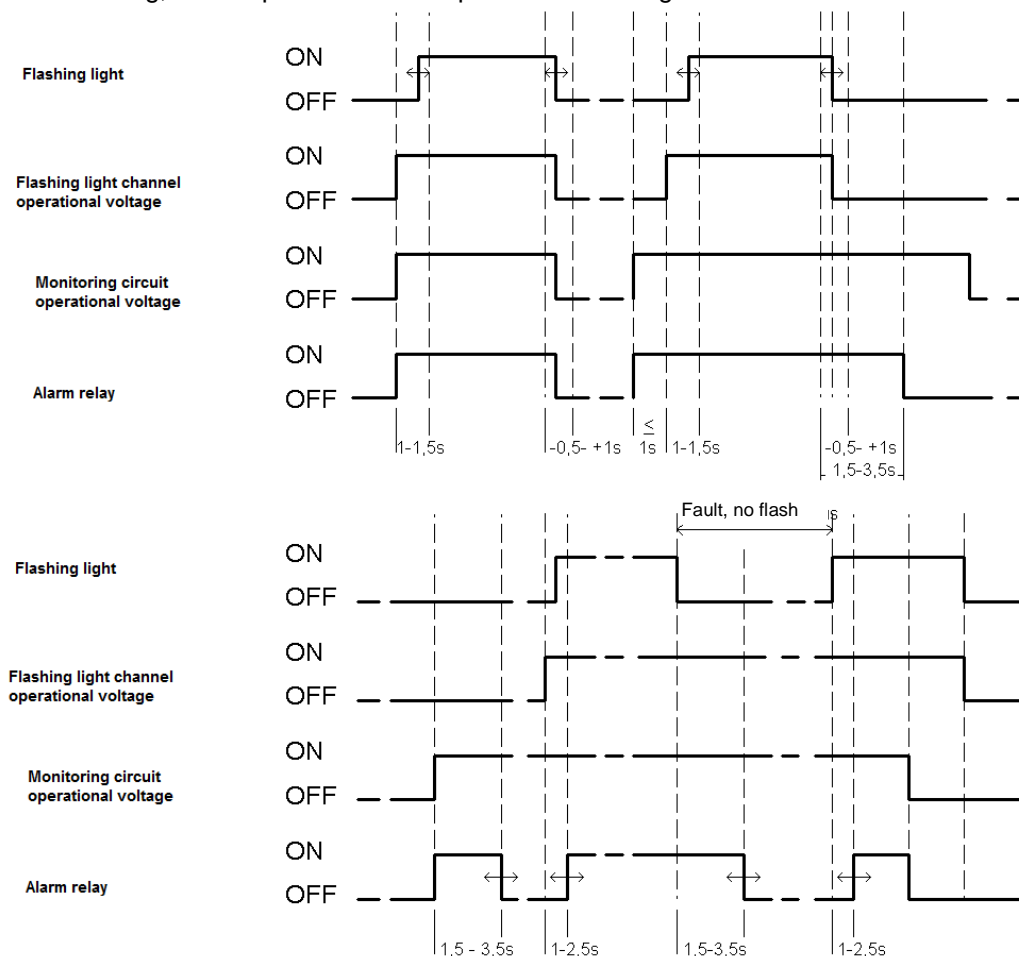 Flashing light
ON
OFF
Flashing light channel
operational voltage
ON
OFF
Monitoring circuit
operational voltage
ON
OFF
Alarm relay
ON
OFF
≤
1-1,5s -0,5- +1s 1s 1-1,5s -0,5- +1s
1,5-3,5s
Fault, no flash
Flashing light
ON
OFF
Flashing light channel
operational voltage
ON
OFF
Monitoring circuit
operational voltage
ON
OFF
Alarm relay
ON
OFF
1,5 - 3,5s 1-2,5s 1,5-3,5s 1-2,5s